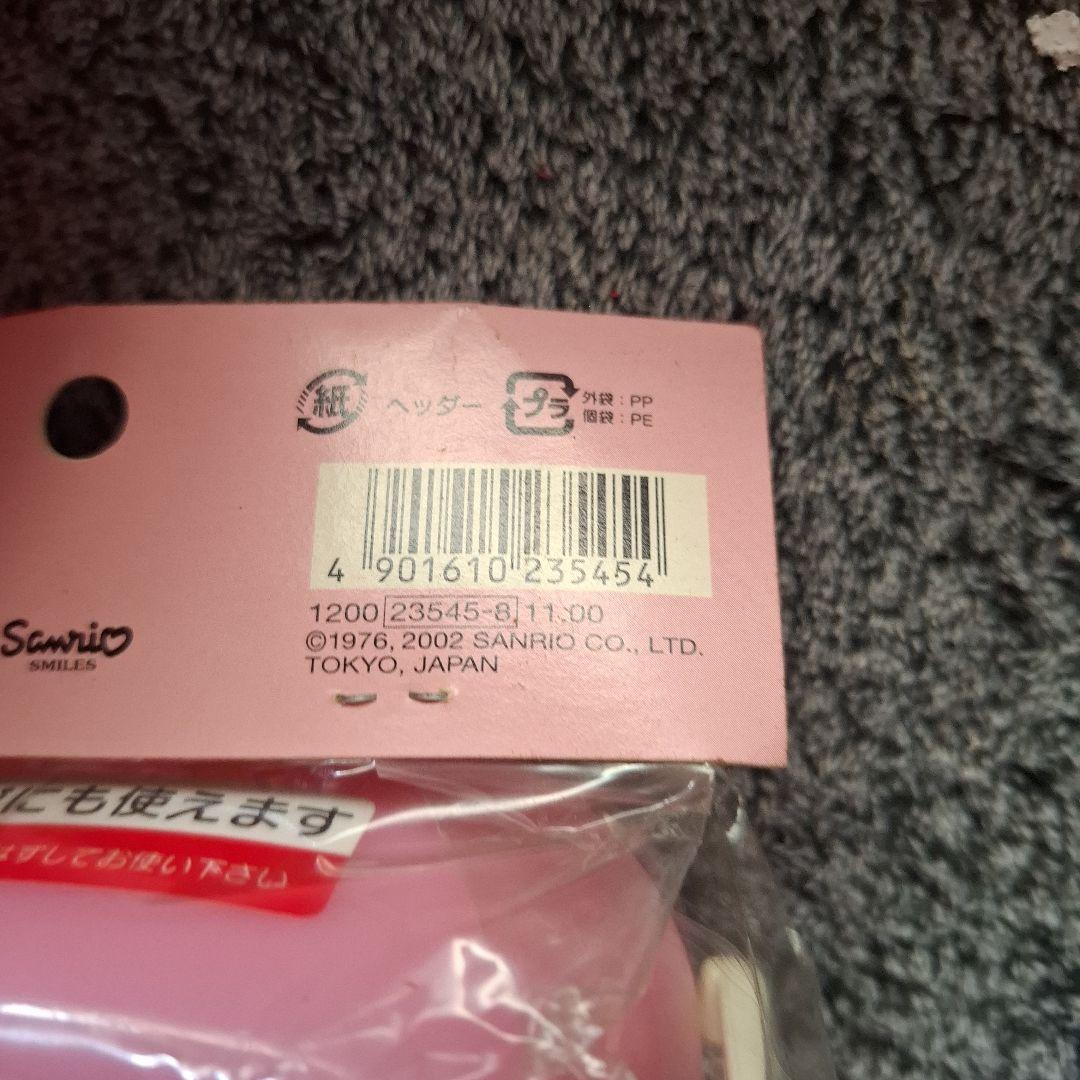 紙 ヘッダー
プラ 外袋：PP
個袋：PE
4 901610 235454
1200 23545-8 11.00
©1976, 2002 SANRIO CO., LTD.
TOKYO, JAPAN
Sanrio
SMILES
にも使えます
はずしてお使い下さい